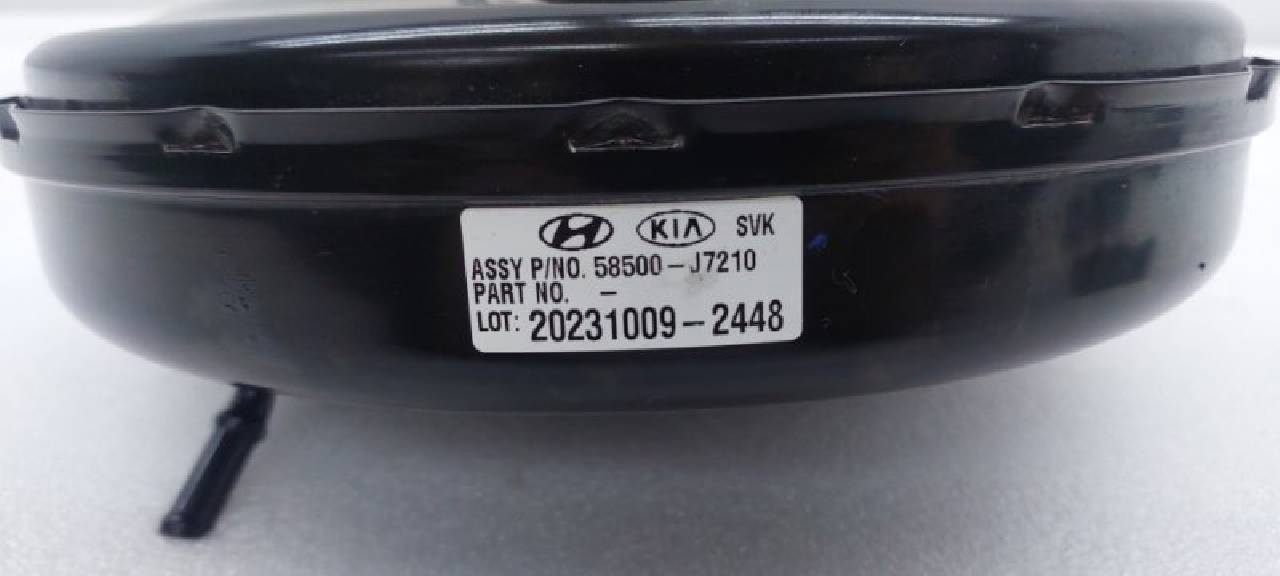 KIA SVK
ASSY P/NO. 58500-J7210
PART NO. -
LOT: 20231009-2448